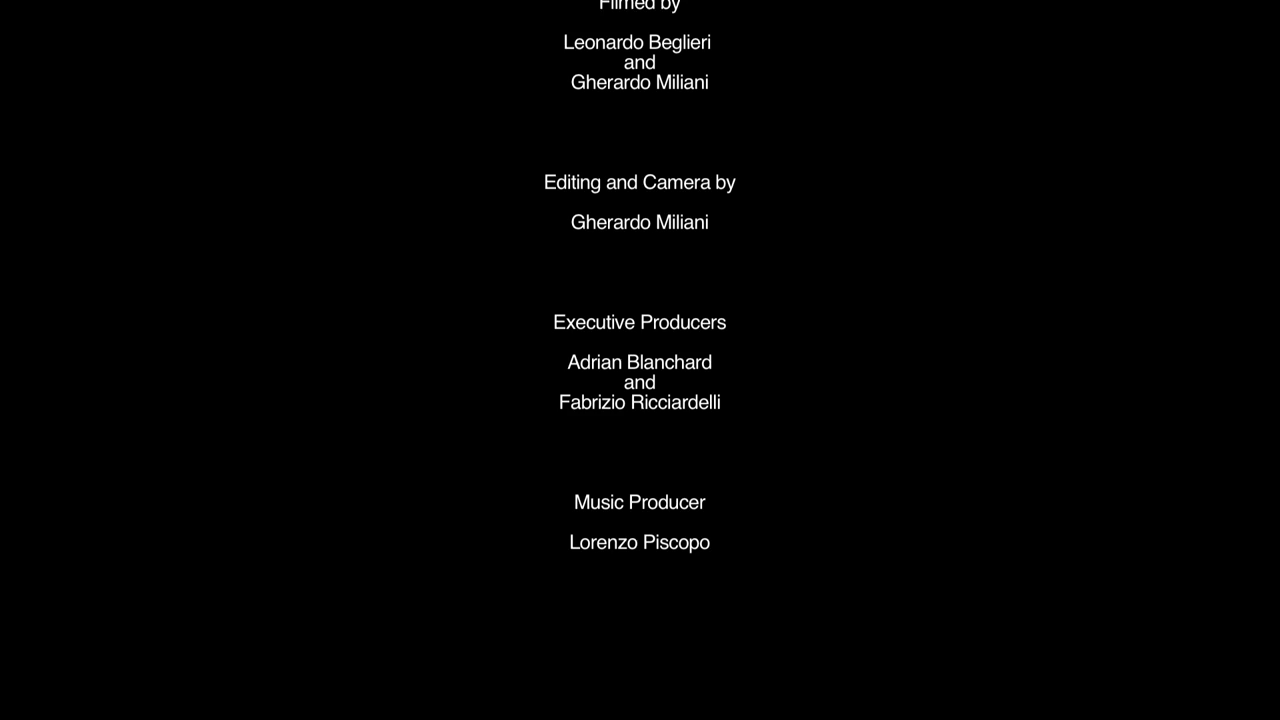 Filmed by
Leonardo Beglieri
and
Gherardo Miliani
Editing and Camera by
Gherardo Miliani
Executive Producers
Adrian Blanchard
and
Fabrizio Ricciardelli
Music Producer
Lorenzo Piscopo